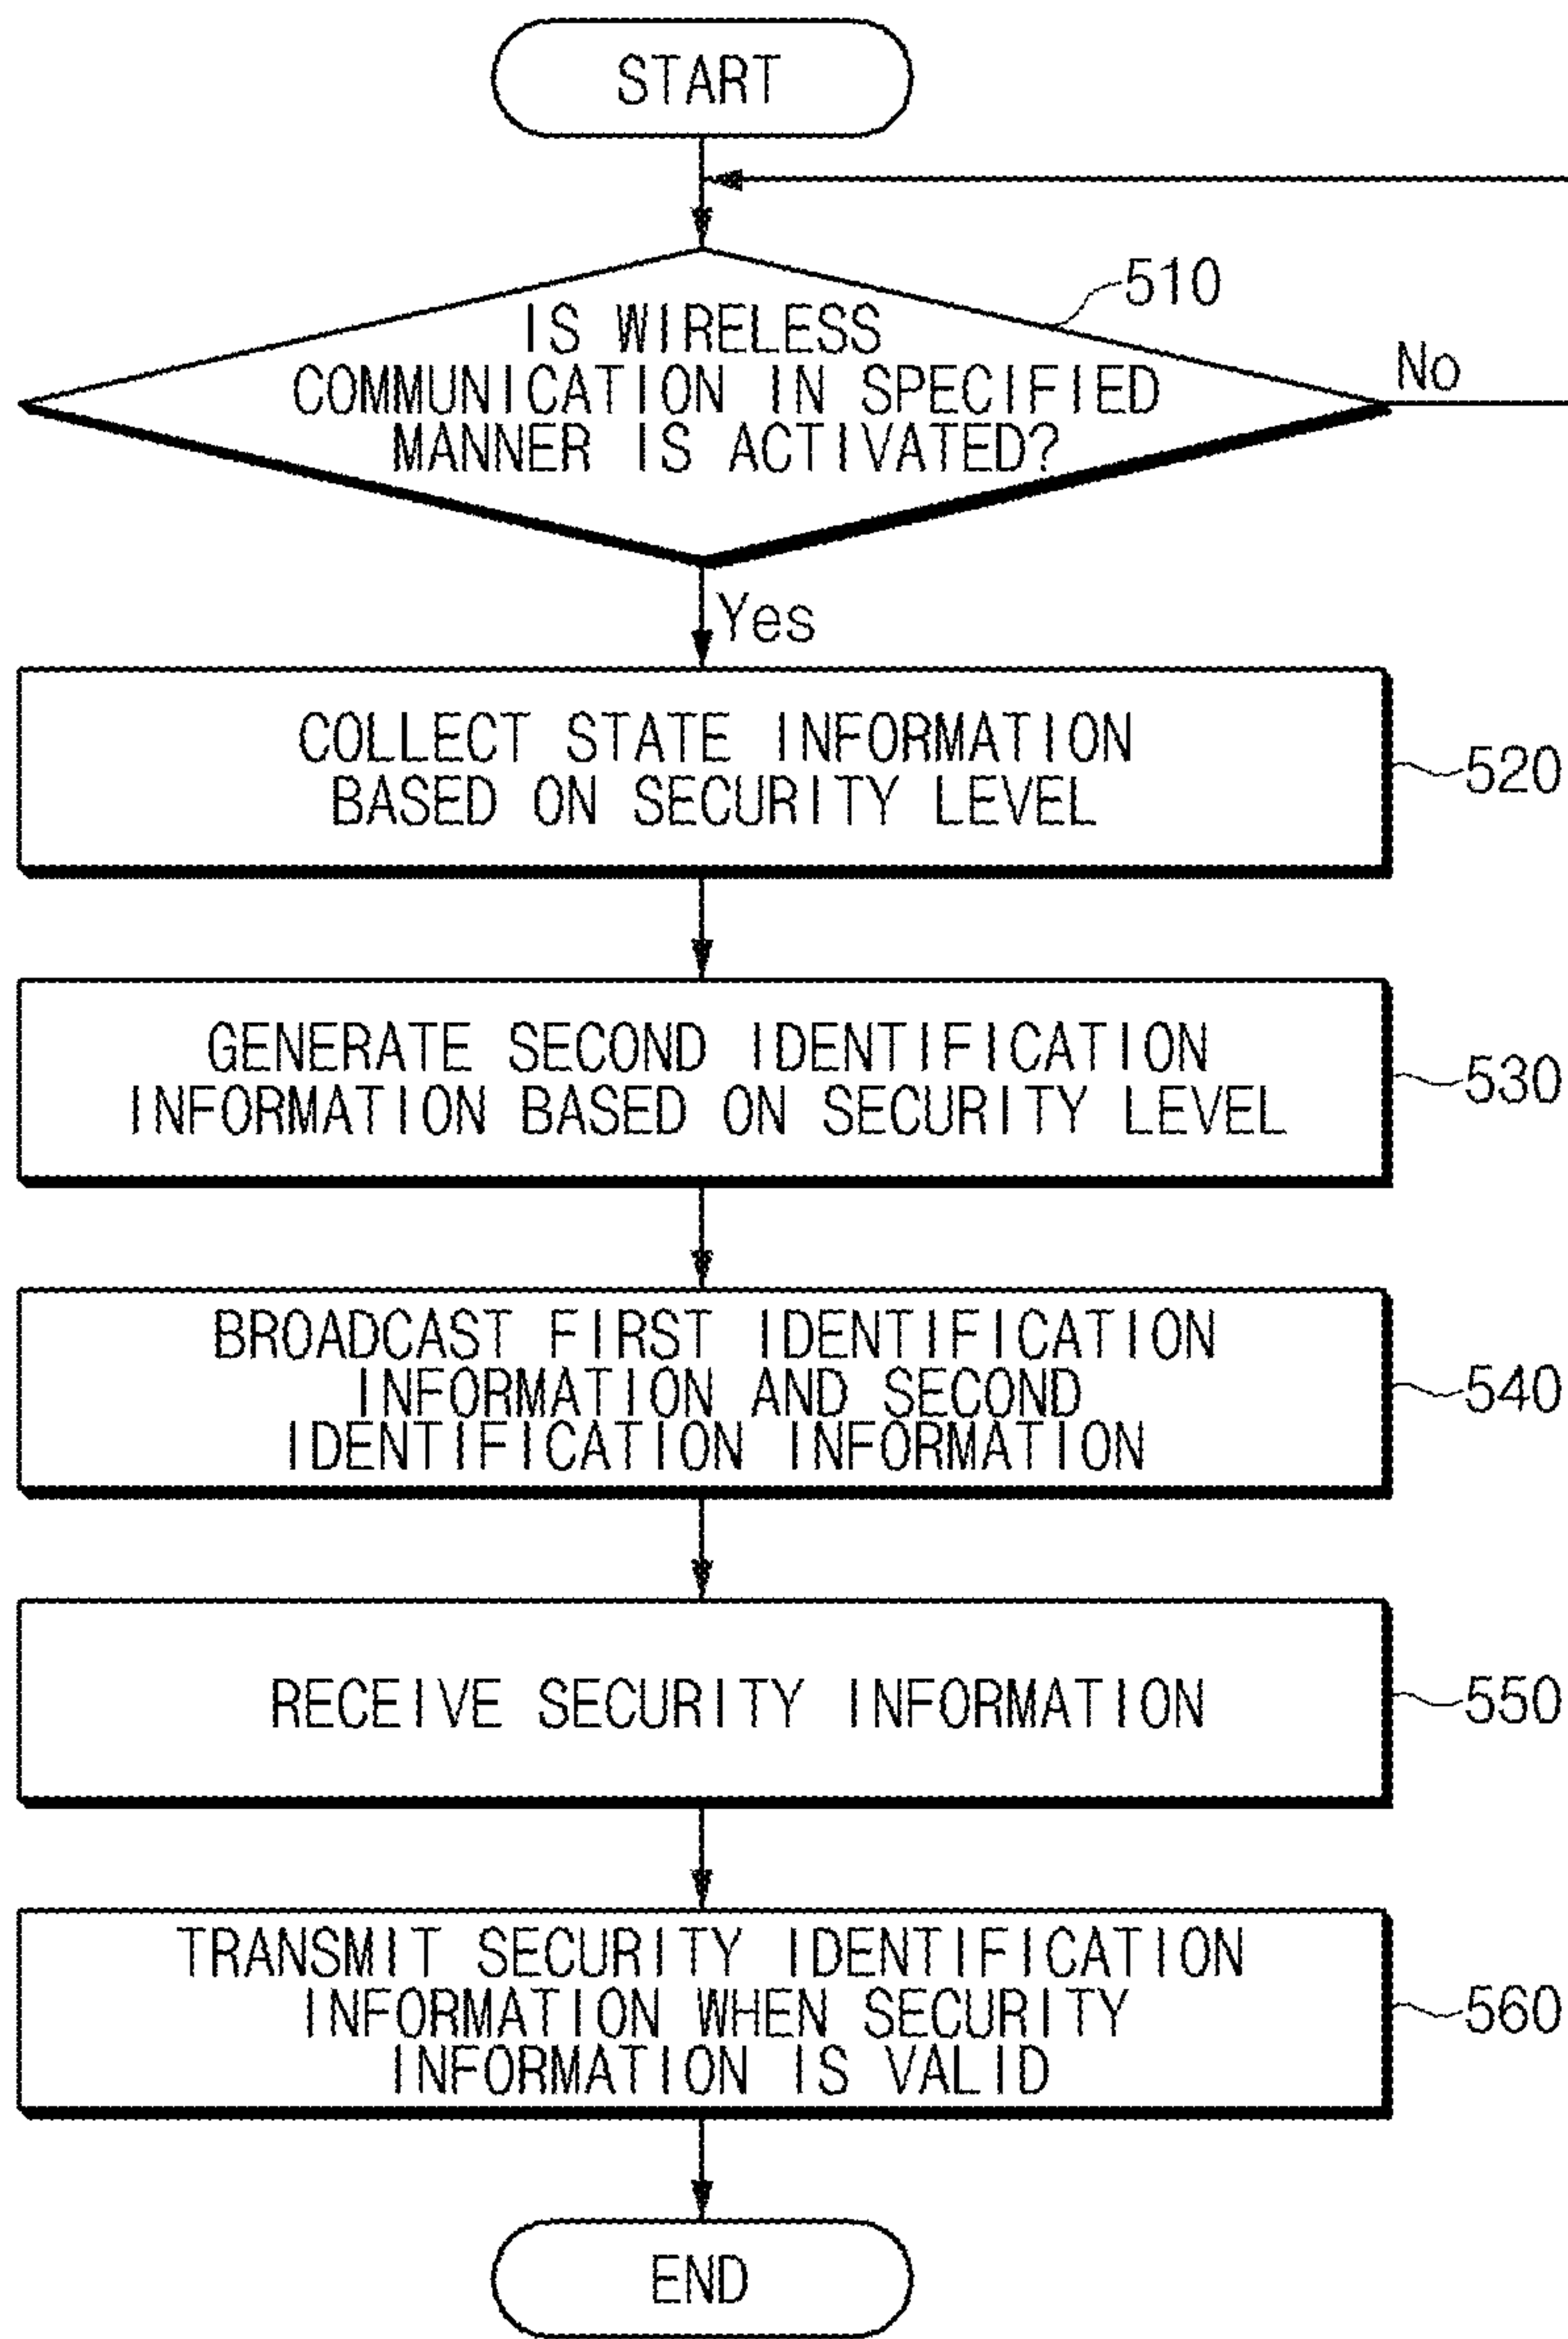 START
510
IS WIRELESS
COMMUNICATION IN SPECIFIED
MANNER IS ACTIVATED?
No
Yes
COLLECT STATE INFORMATION
BASED ON SECURITY LEVEL
520
GENERATE SECOND IDENTIFICATION
INFORMATION BASED ON SECURITY LEVEL
530
BROADCAST FIRST IDENTIFICATION
INFORMATION AND SECOND
IDENTIFICATION INFORMATION
540
RECEIVE SECURITY INFORMATION
550
TRANSMIT SECURITY IDENTIFICATION
INFORMATION WHEN SECURITY
INFORMATION IS VALID
560
END